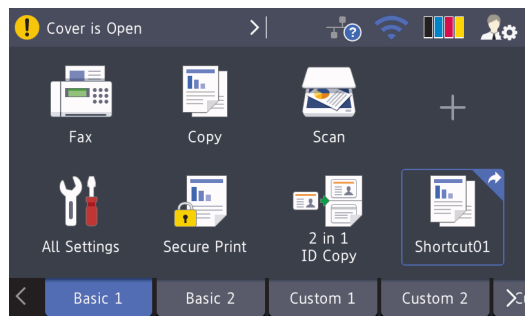 Cover is Open
Fax
Copy
Scan
All Settings
Secure Print
2 in 1
ID Copy
Shortcut01
Basic 1
Basic 2
Custom 1
Custom 2